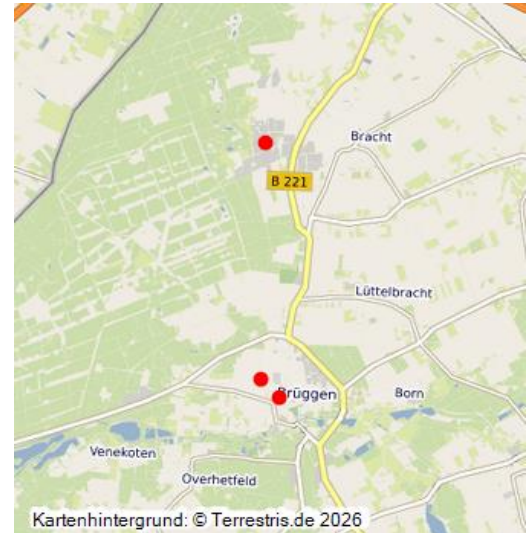 Bracht
B 221
Lüttelbracht
Brüggen
Born
Venekoten
Overhetfeld
Kartenhintergrund: © Terrestris.de 2026